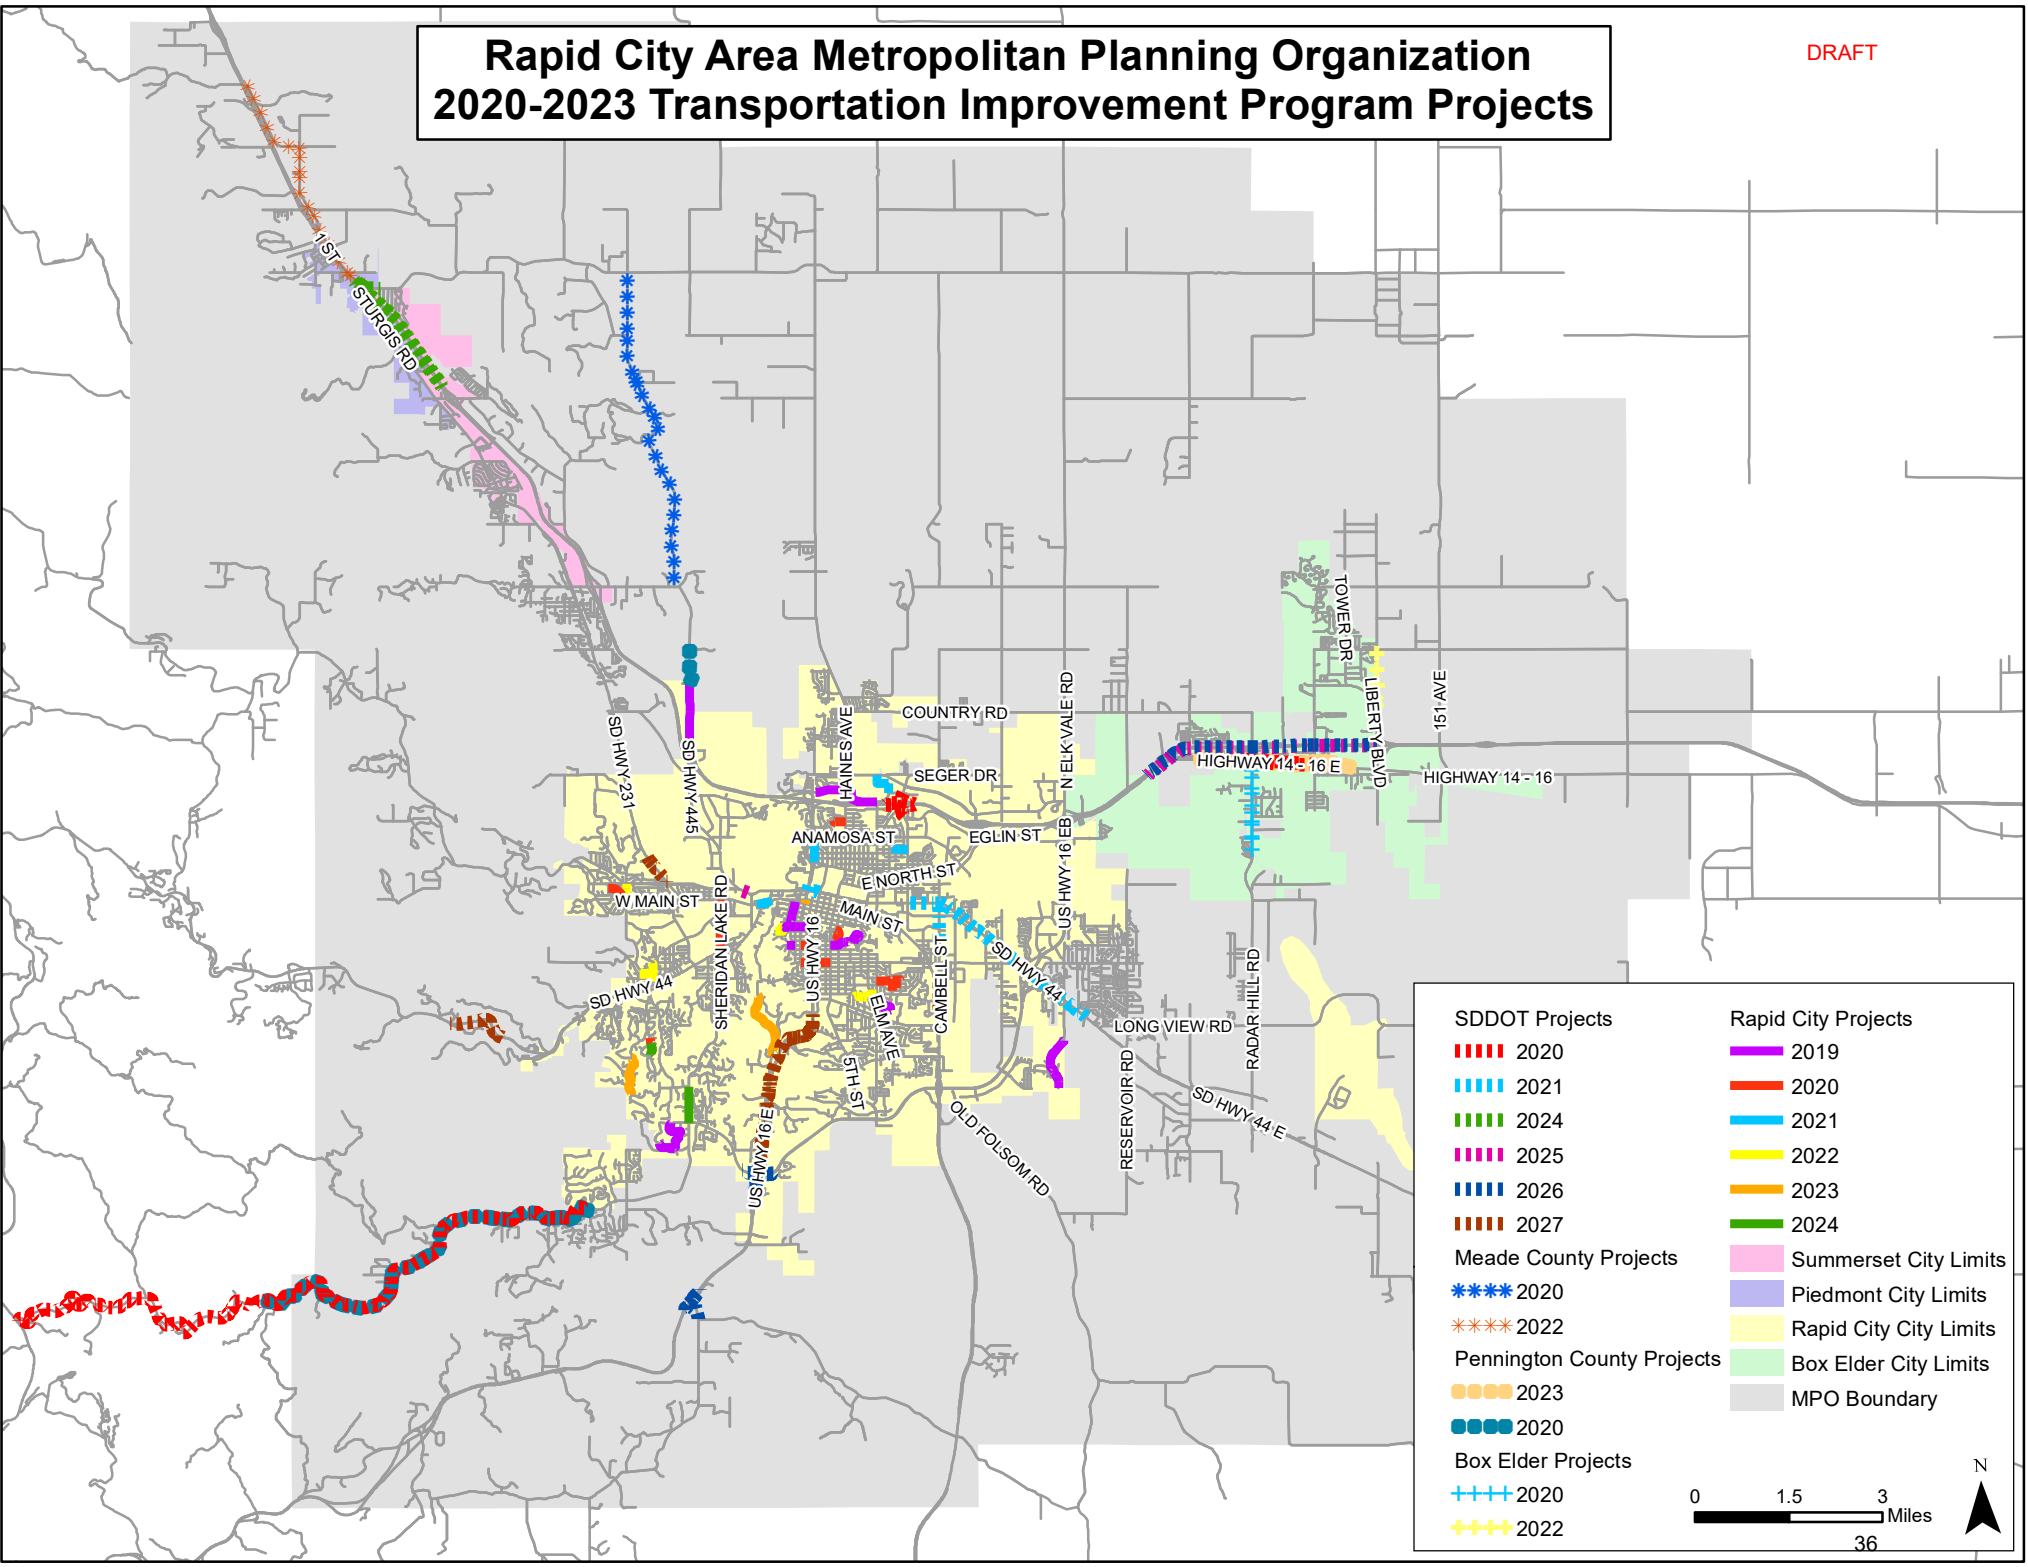 Rapid City Area Metropolitan Planning Organization
2020-2023 Transportation Improvement Program Projects
DRAFT
1 ST
STURGIS RD
TOWER DR
LIBERTY BLVD
151 AVE
N ELK VALE RD
COUNTRY RD
HAINES AVE
SD HWY 231
SD HWY 445
SEGER DR
HIGHWAY 14 - 16 E
HIGHWAY 14 - 16
ANAMOSA ST
EGLIN ST
US HWY 16 EB
E NORTH ST
W MAIN ST
SHERIDAN LAKE RD
MAIN ST
US HWY 16
CAMBELL ST
SD HWY 44
SD HWY 44
RADAR HILL RD
LONG VIEW RD
ELM AVE
5TH ST
RESERVOIR RD
SD HWY 44 E
OLD FOLSOM RD
US HWY 16 E
SDDOT Projects
2020
2021
2024
2025
2026
2027
Meade County Projects
2020
2022
Pennington County Projects
2023
2020
Box Elder Projects
2020
2022
Rapid City Projects
2019
2020
2021
2022
2023
2024
Summerset City Limits
Piedmont City Limits
Rapid City City Limits
Box Elder City Limits
MPO Boundary
N
0 1.5 3
Miles
36